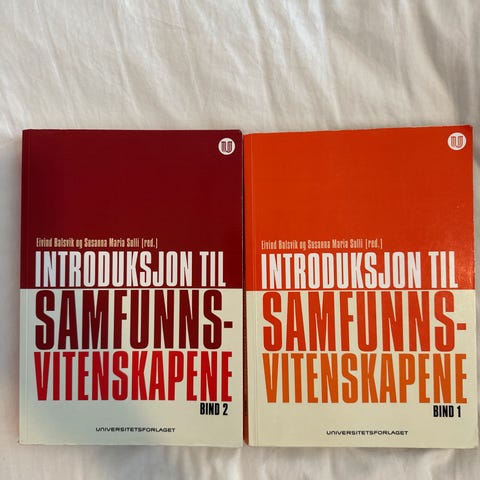 U
Eivind Balsvik og Susanna Maria Solli (red.)
INTRODUKSJON TIL
SAMFUNNS-
VITENSKAPENE
BIND 2
UNIVERSITETSFORLAGET
U
Eivind Balsvik og Susanna Maria Solli (red.)
INTRODUKSJON TIL
SAMFUNNS-
VITENSKAPENE
BIND 1
UNIVERSITETSFORLAGET